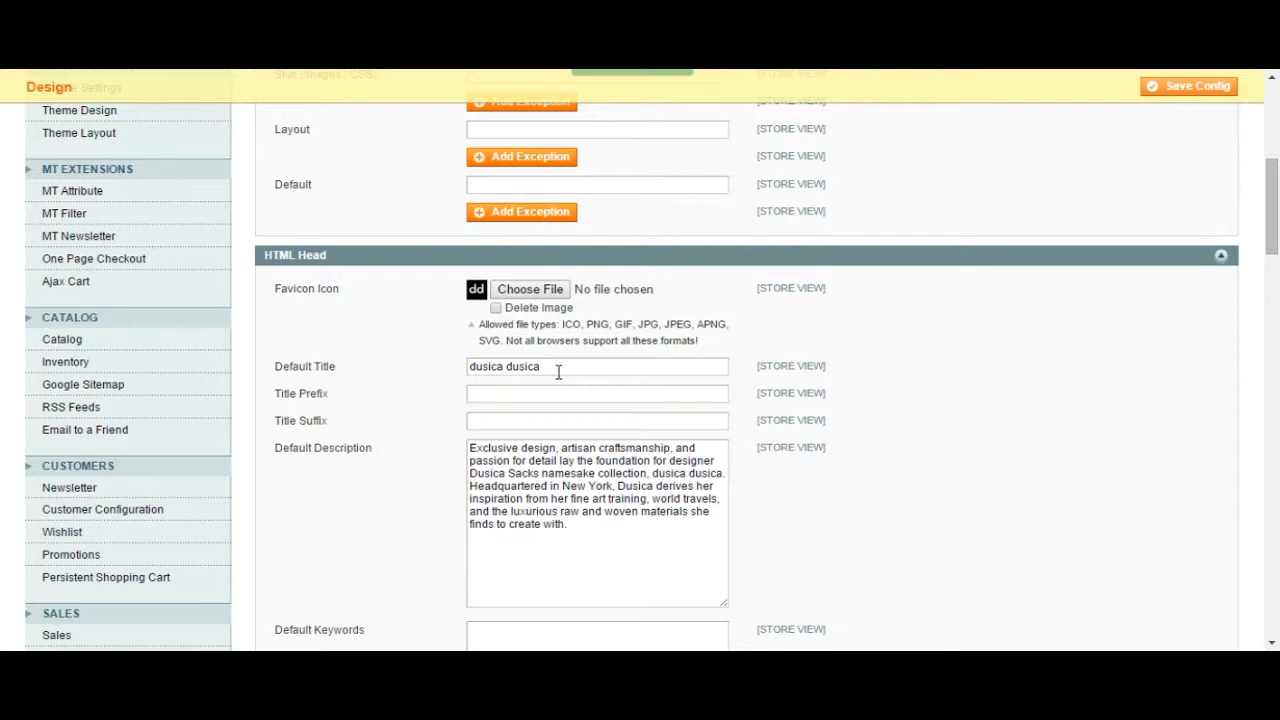 Design
Settings
Save Config
Theme Design
Theme Layout
MT EXTENSIONS
MT Attribute
MT Filter
MT Newsletter
One Page Checkout
Ajax Cart
CATALOG
Catalog
Inventory
Google Sitemap
RSS Feeds
Email to a Friend
CUSTOMERS
Newsletter
Customer Configuration
Wishlist
Promotions
Persistent Shopping Cart
SALES
Sales
Skin (Images / CSS)
[STORE VIEW]
Add Exception
[STORE VIEW]
Layout
[STORE VIEW]
Add Exception
[STORE VIEW]
Default
[STORE VIEW]
Add Exception
[STORE VIEW]
HTML Head
Favicon Icon
dd
Choose File No file chosen
[STORE VIEW]
Delete Image
Allowed file types: ICO, PNG, GIF, JPG, JPEG, APNG,
SVG. Not all browsers support all these formats!
Default Title
dusica dusica
[STORE VIEW]
Title Prefix
[STORE VIEW]
Title Suffix
[STORE VIEW]
Default Description
Exclusive design, artisan craftsmanship, and
passion for detail lay the foundation for designer
Dusica Sacks namesake collection, dusica dusica.
Headquartered in New York, Dusica derives her
inspiration from her fine art training, world travels,
and the luxurious raw and woven materials she
finds to create with.
[STORE VIEW]
Default Keywords
[STORE VIEW]